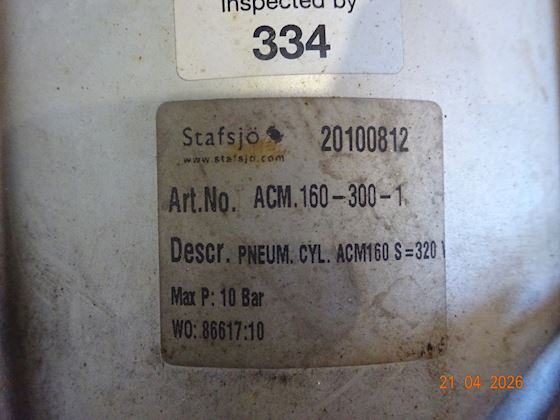 Inspected by
334
Stafsjö 20100812
www.stafsjo.com
Art.No. ACM.160-300-1
Descr. PNEUM. CYL. ACM160 S=320
Max P: 10 Bar
WO: 86617:10
21 04 2026